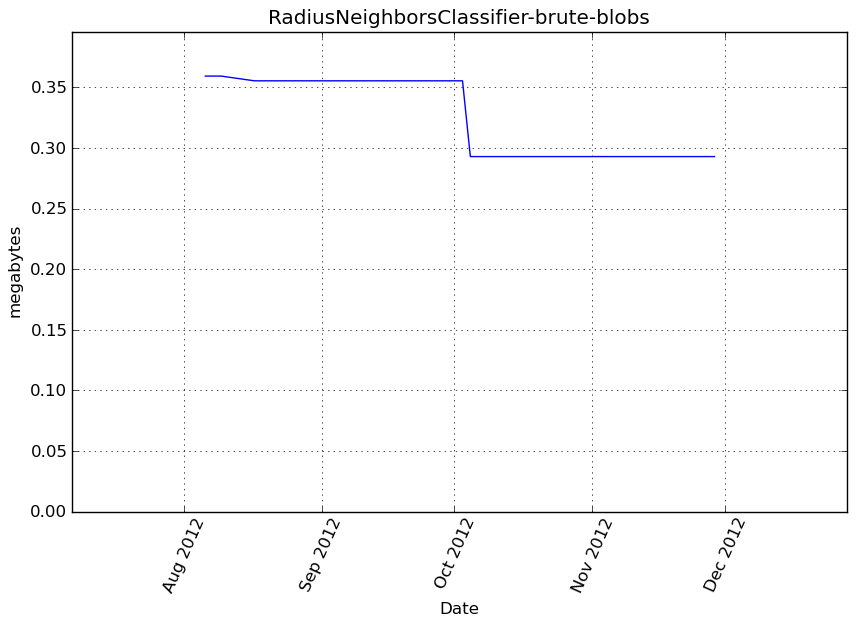 RadiusNeighborsClassifier-brute-blobs
0.35
0.30
0.25
0.20
0.15
0.10
0.05
0.00
megabytes
Aug 2012
Sep 2012
Oct 2012
Nov 2012
Dec 2012
Date